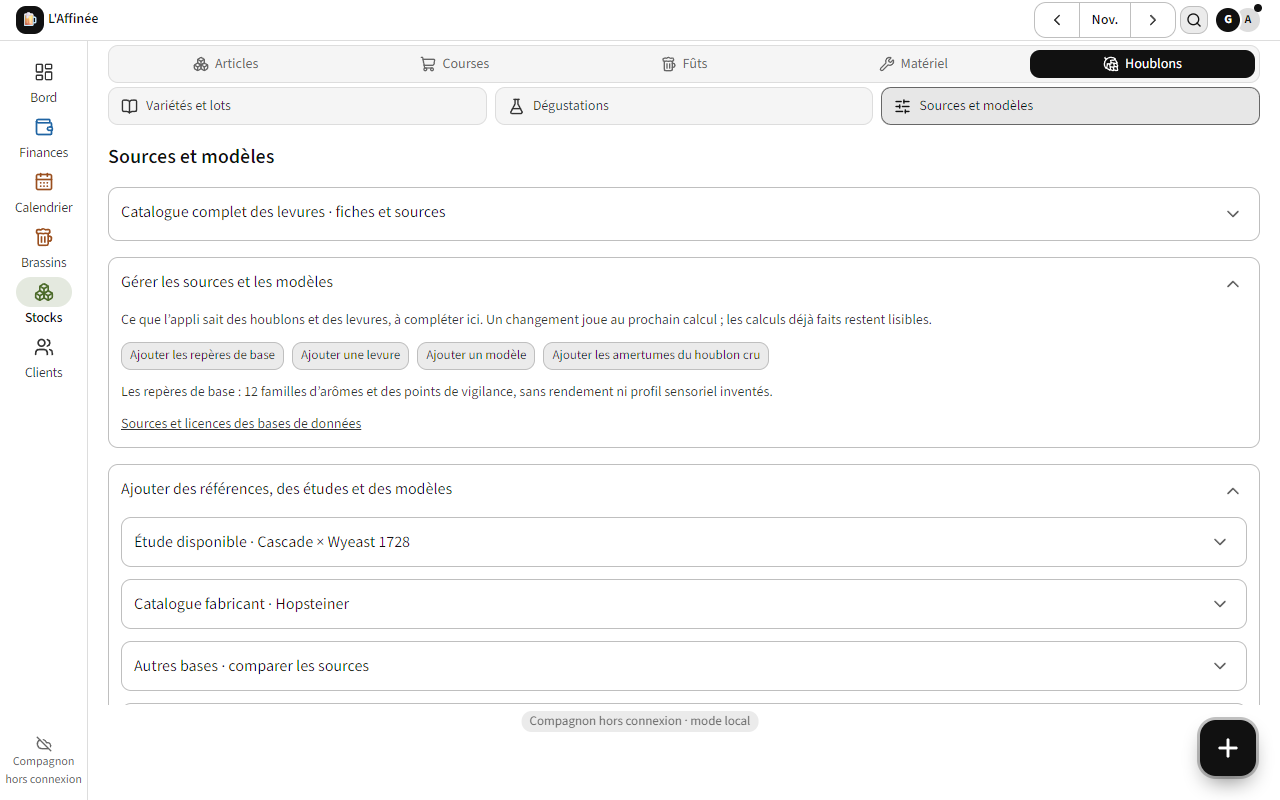 L'Affinée
Nov.
G
A
Bord
Finances
Calendrier
Brassins
Stocks
Clients
Compagnon
hors connexion
Articles
Courses
Fûts
Matériel
Houblons
Variétés et lots
Dégustations
Sources et modèles
Sources et modèles
Catalogue complet des levures · fiches et sources
Gérer les sources et les modèles
Ce que l’appli sait des houblons et des levures, à compléter ici. Un changement joue au prochain calcul ; les calculs déjà faits restent lisibles.
Ajouter les repères de base
Ajouter une levure
Ajouter un modèle
Ajouter les amertumes du houblon cru
Les repères de base : 12 familles d’arômes et des points de vigilance, sans rendement ni profil sensoriel inventés.
Sources et licences des bases de données
Ajouter des références, des études et des modèles
Étude disponible · Cascade × Wyeast 1728
Catalogue fabricant · Hopsteiner
Autres bases · comparer les sources
Compagnon hors connexion · mode local